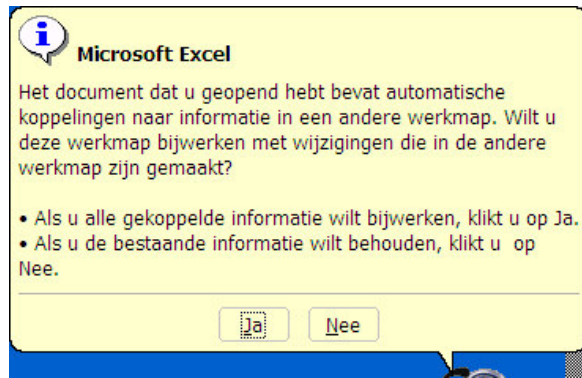 Microsoft Excel
Het document dat u geopend hebt bevat automatische
koppelingen naar informatie in een andere werkmap. Wilt u
deze werkmap bijwerken met wijzigingen die in de andere
werkmap zijn gemaakt?
• Als u alle gekoppelde informatie wilt bijwerken, klikt u op Ja.
• Als u de bestaande informatie wilt behouden, klikt u  op
Nee.
Ja Nee